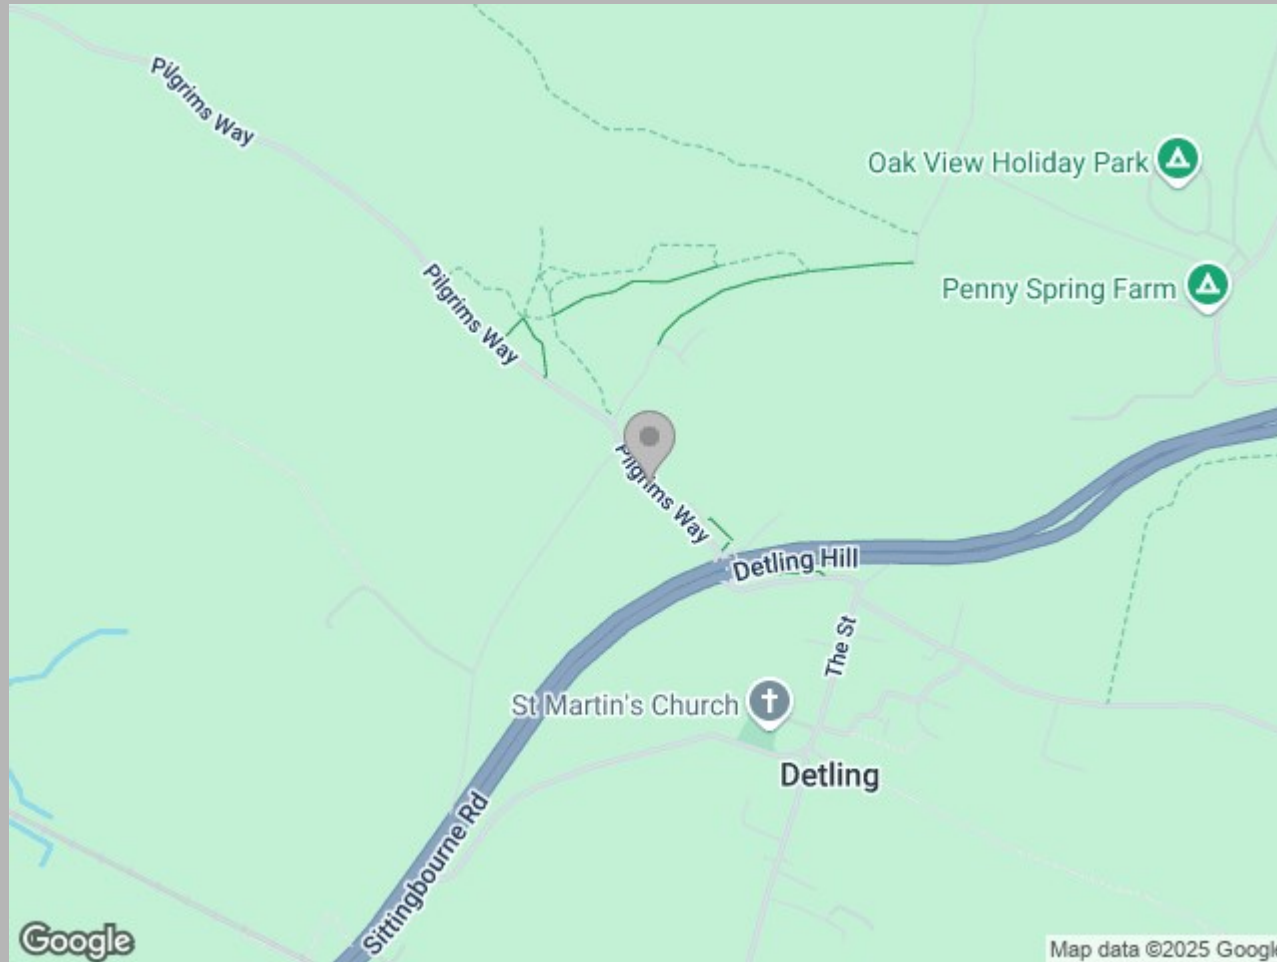 Pilgrims Way
Oak View Holiday Park
Pilgrims Way
Penny Spring Farm
Pilgrims Way
Detling Hill
The St
St Martin's Church
Detling
Sittingbourne Rd
Google
Map data ©2025 Google